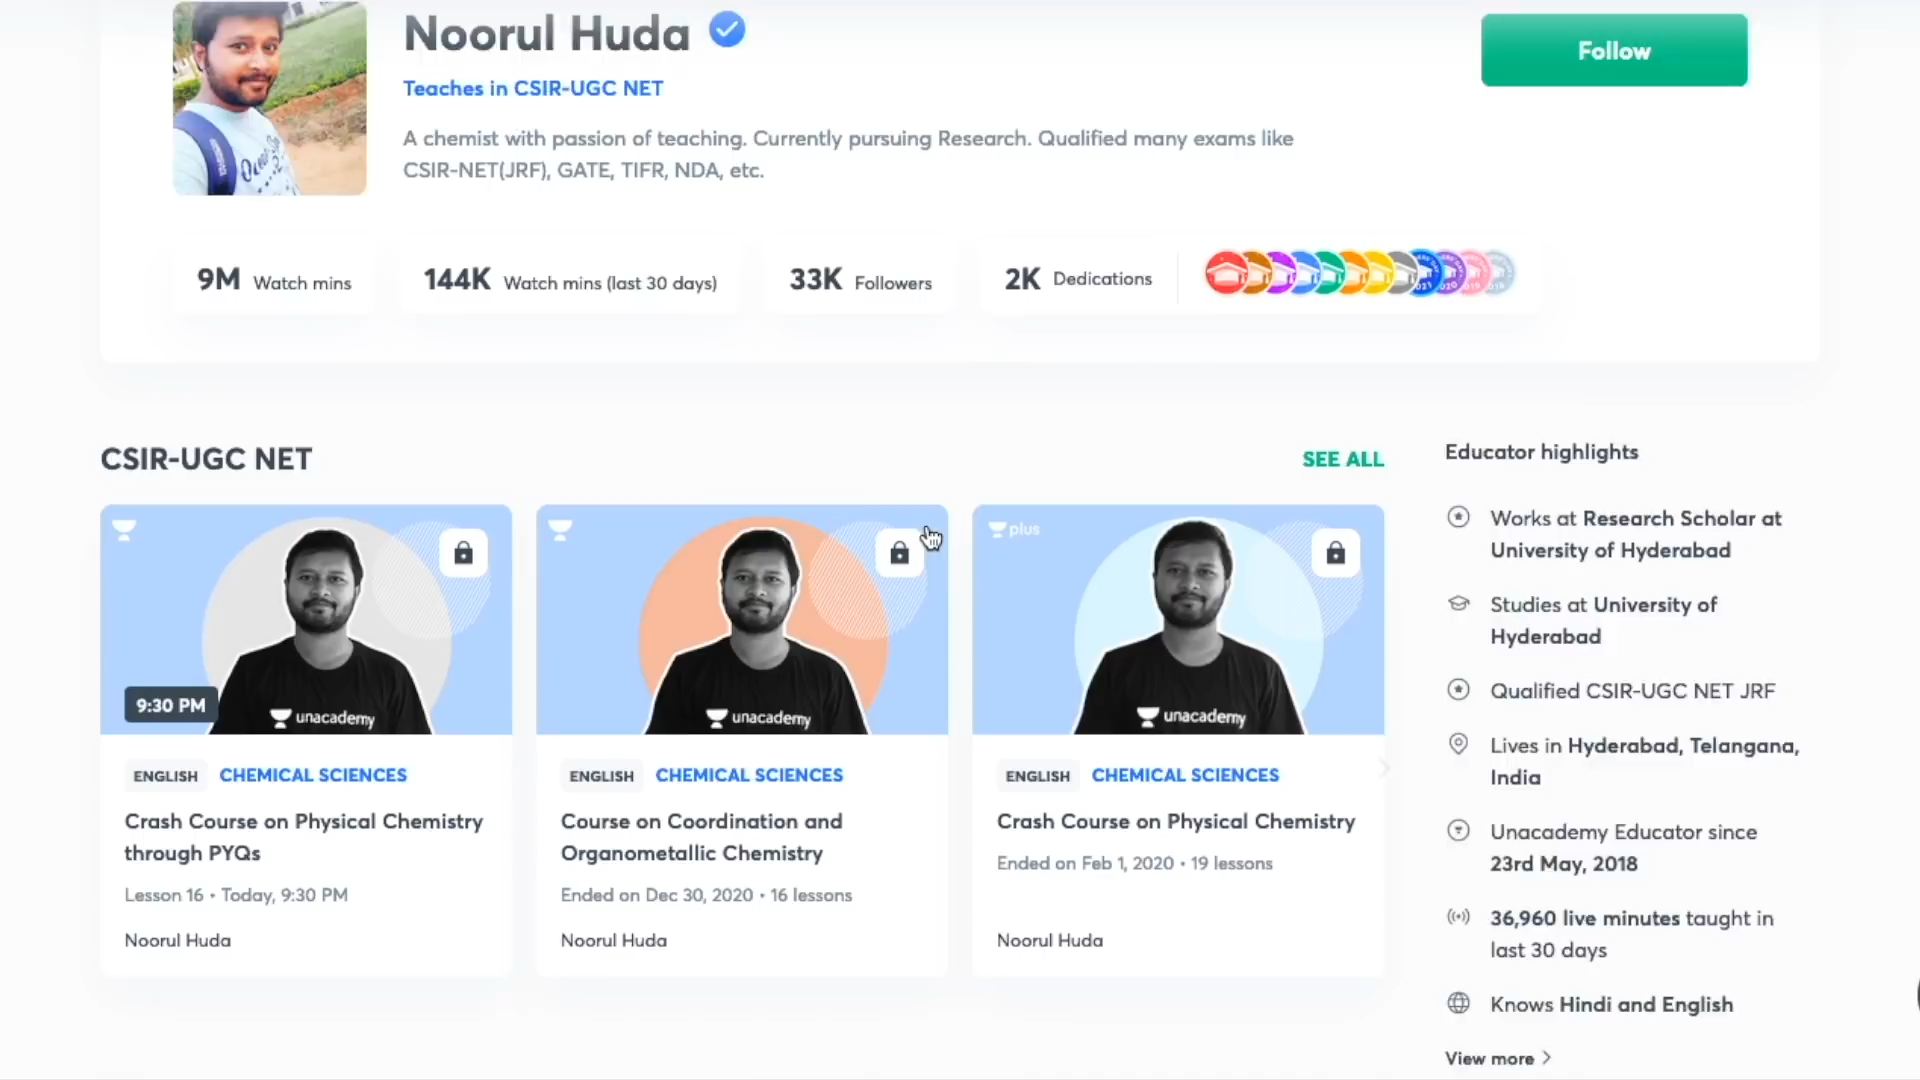 Noorul Huda
Follow
Teaches in CSIR-UGC NET
A chemist with passion of teaching. Currently pursuing Research. Qualified many exams like
CSIR-NET(JRF), GATE, TIFR, NDA, etc.
9M Watch mins
144K Watch mins (last 30 days)
33K Followers
2K Dedications
CSIR-UGC NET
SEE ALL
9:30 PM
unacademy
ENGLISH CHEMICAL SCIENCES
Crash Course on Physical Chemistry
through PYQs
Lesson 16 • Today, 9:30 PM
Noorul Huda
unacademy
ENGLISH CHEMICAL SCIENCES
Course on Coordination and
Organometallic Chemistry
Ended on Dec 30, 2020 • 16 lessons
Noorul Huda
plus
unacademy
ENGLISH CHEMICAL SCIENCES
Crash Course on Physical Chemistry
Ended on Feb 1, 2020 • 19 lessons
Noorul Huda
Educator highlights
Works at Research Scholar at
University of Hyderabad
Studies at University of
Hyderabad
Qualified CSIR-UGC NET JRF
Lives in Hyderabad, Telangana,
India
Unacademy Educator since
23rd May, 2018
36,960 live minutes taught in
last 30 days
Knows Hindi and English
View more